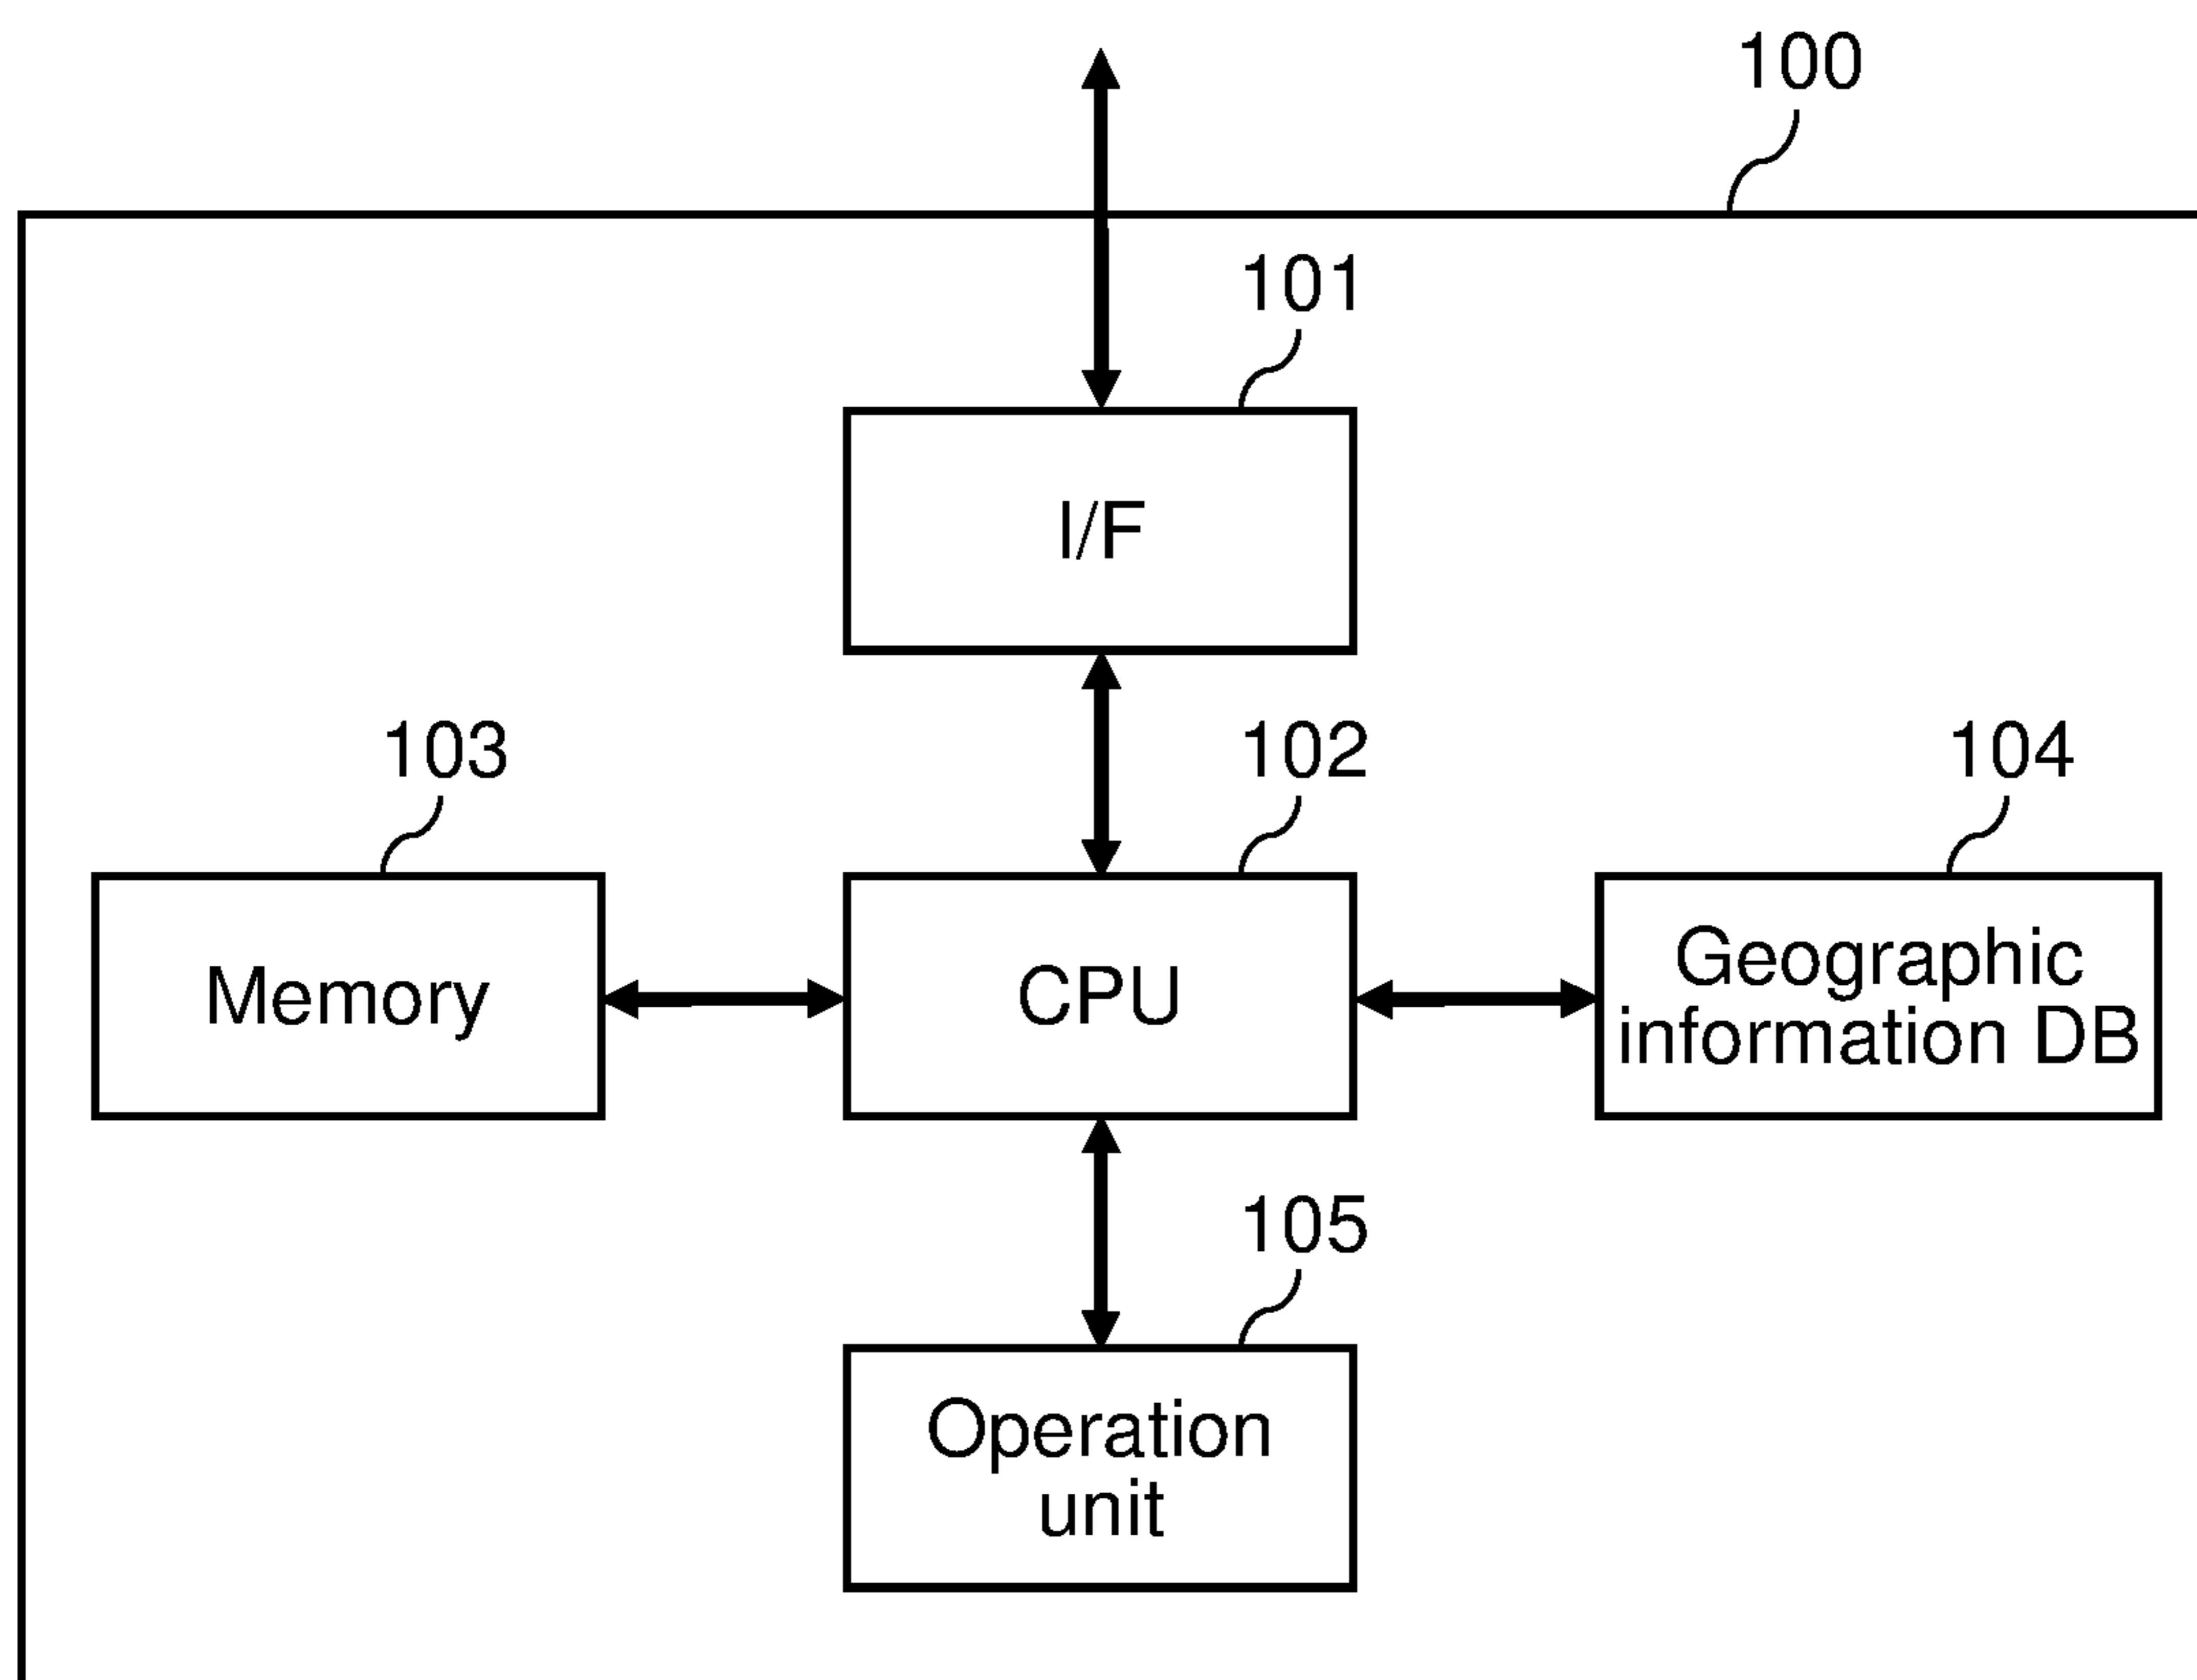 100
101
I/F
103
102
104
Memory
CPU
Geographic
information DB
105
Operation
unit